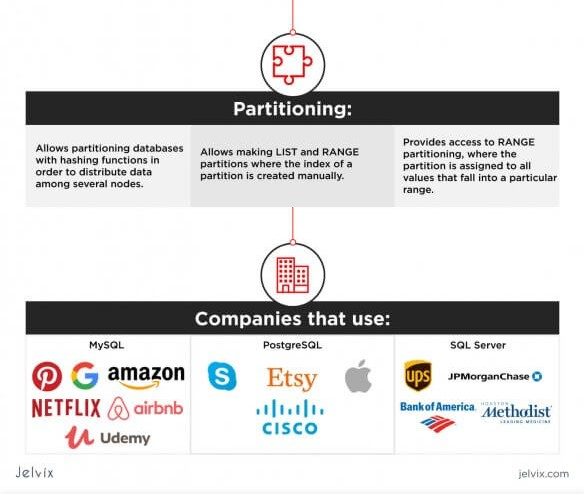 Partitioning:
Allows partitioning databases
with hashing functions in
order to distribute data
among several nodes.
Allows making LIST and RANGE
partitions where the index of a
partition is created manually.
Provides access to RANGE
partitioning, where the
partition is assigned to all
values that fall into a particular
range.
Companies that use:
MySQL
amazon
NETFLIX
airbnb
Udemy
PostgreSQL
Etsy
CISCO
SQL Server
ups
JPMorganChase
Bank of America
HOUSTON
Methodist
LEADING MEDICINE
Jelvix
jelvix.com